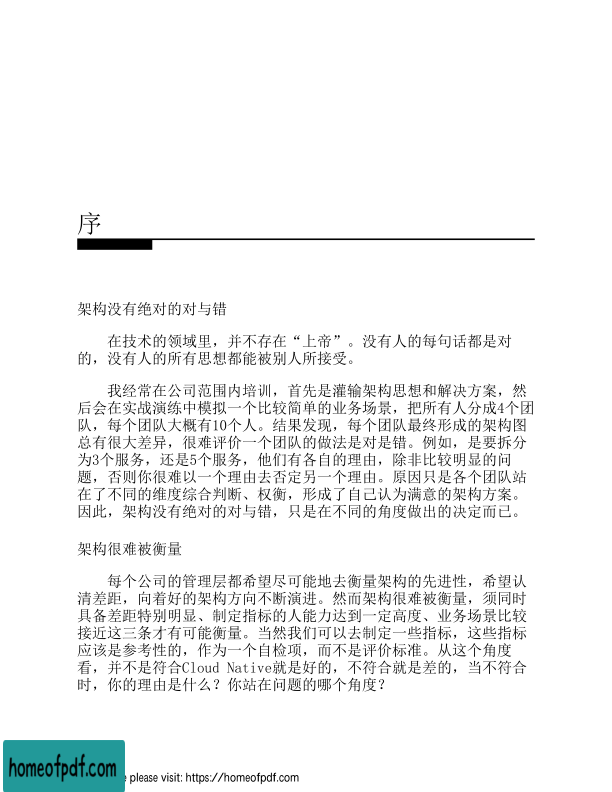 序
架构没有绝对的对与错
在技术的领域里，并不存在“上帝”。没有人的每句话都是对
的，没有人的所有思想都能被别人所接受。
我经常在公司范围内培训，首先是灌输架构思想和解决方案，然
后会在实战演练中模拟一个比较简单的业务场景，把所有人分成4个团
队，每个团队大概有10个人。结果发现，每个团队最终形成的架构图
总有很大差异，很难评价一个团队的做法是对是错。例如，是要拆分
为3个服务，还是5个服务，他们有各自的理由，除非比较明显的问
题，否则你很难以一个理由去否定另一个理由。原因只是各个团队站
在了不同的维度综合判断、权衡，形成了自己认为满意的架构方案。
因此，架构没有绝对的对与错，只是在不同的角度做出的决定而已。
架构很难被衡量
每个公司的管理层都希望尽可能地去衡量架构的先进性，希望认
清差距，向着好的架构方向不断演进。然而架构很难被衡量，须同时
具备差距特别明显、制定指标的人能力达到一定高度、业务场景比较
接近这三条才有可能衡量。当然我们可以去制定一些指标，这些指标
应该是参考性的，作为一个自检项，而不是评价标准。从这个角度
看，并不是符合Cloud Native就是好的，不符合就是差的，当不符合
时，你的理由是什么？你站在问题的哪个角度？
homeofpdf.com
e please visit: https://homeofpdf.com